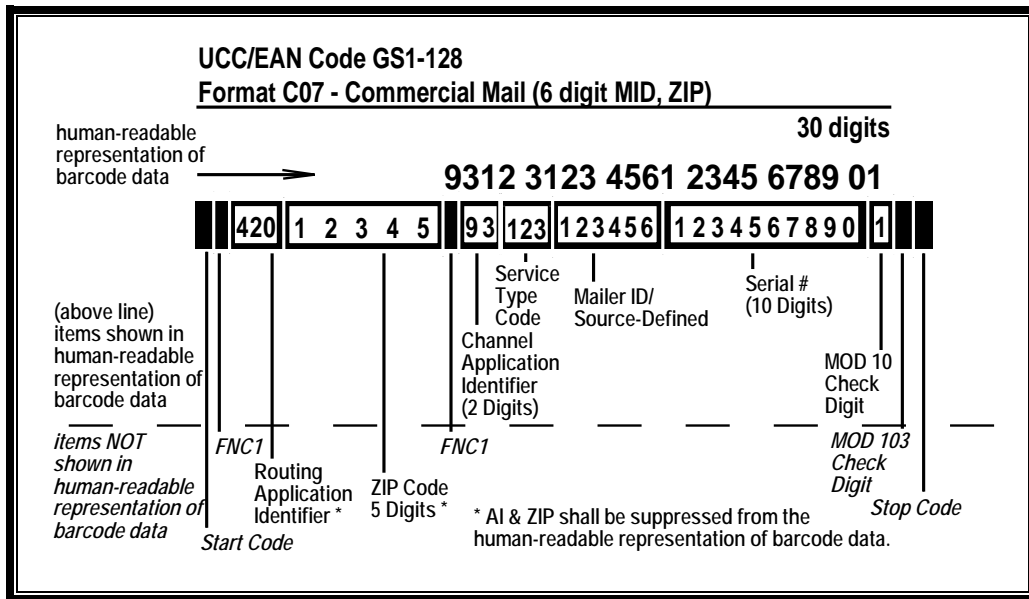 UCC/EAN Code GS1-128
Format C07 - Commercial Mail (6 digit MID, ZIP)
30 digits
human-readable
representation of
barcode data
9312 3123 4561 2345 6789 01
420 1 2 3 4 5 93 123 123456 1234567890 1
Service
Type
Code
Mailer ID/
Source-Defined
Serial #
(10 Digits)
(above line)
items shown in
human-readable
representation of
barcode data
Channel
Application
Identifier
(2 Digits)
MOD 10
Check
Digit
items NOT
shown in
human-readable
representation of
barcode data
FNC1
FNC1
MOD 103
Check
Digit
Routing
Application
Identifier *
ZIP Code
5 Digits *
Stop Code
* AI & ZIP shall be suppressed from the
human-readable representation of barcode data.
Start Code